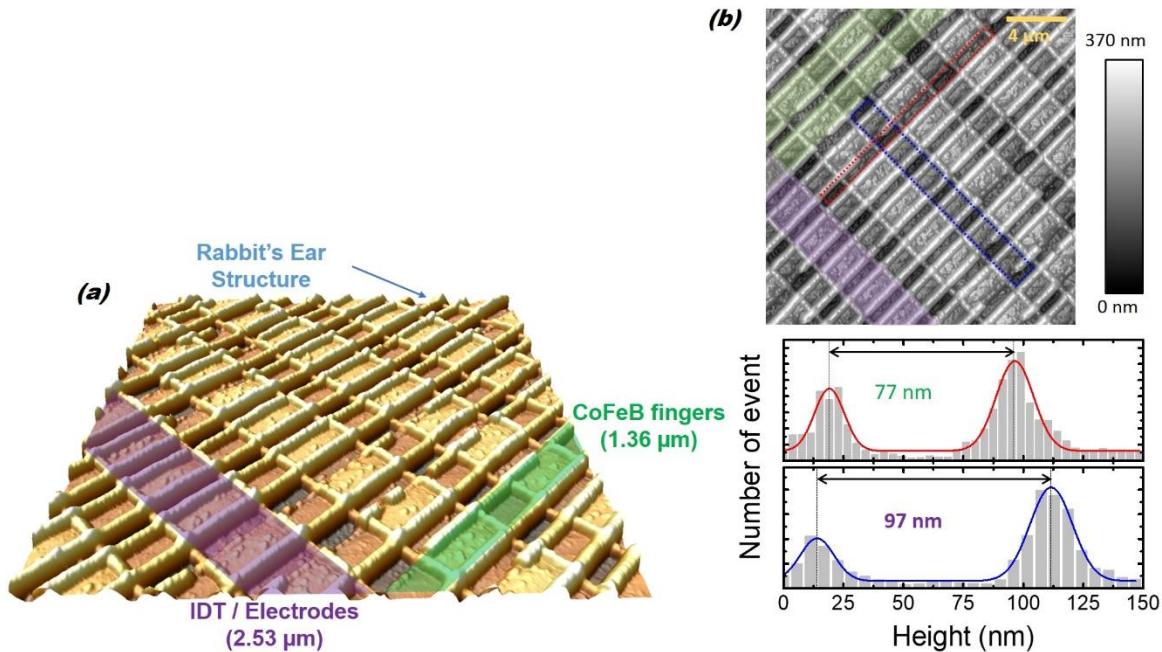 (a)
Rabbit's Ear
Structure
CoFeB fingers
(1.36 µm)
IDT / Electrodes
(2.53 µm)
(b)
4 µm
370 nm
0 nm
77 nm
97 nm
Number of event
0 25 50 75 100 125 150
Height (nm)